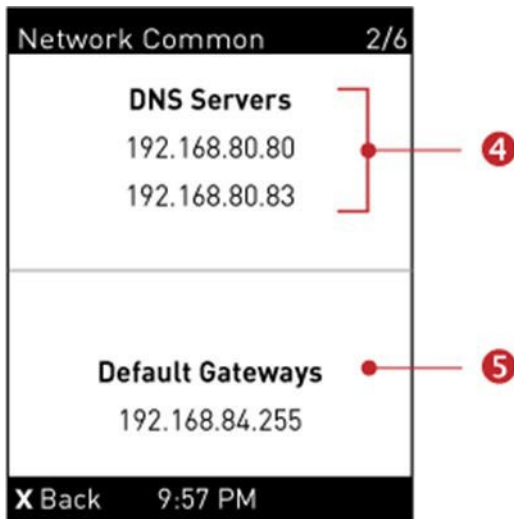 Network Common 2/6
DNS Servers
192.168.80.80
192.168.80.83
4
Default Gateways
5
192.168.84.255
X Back 9:57 PM